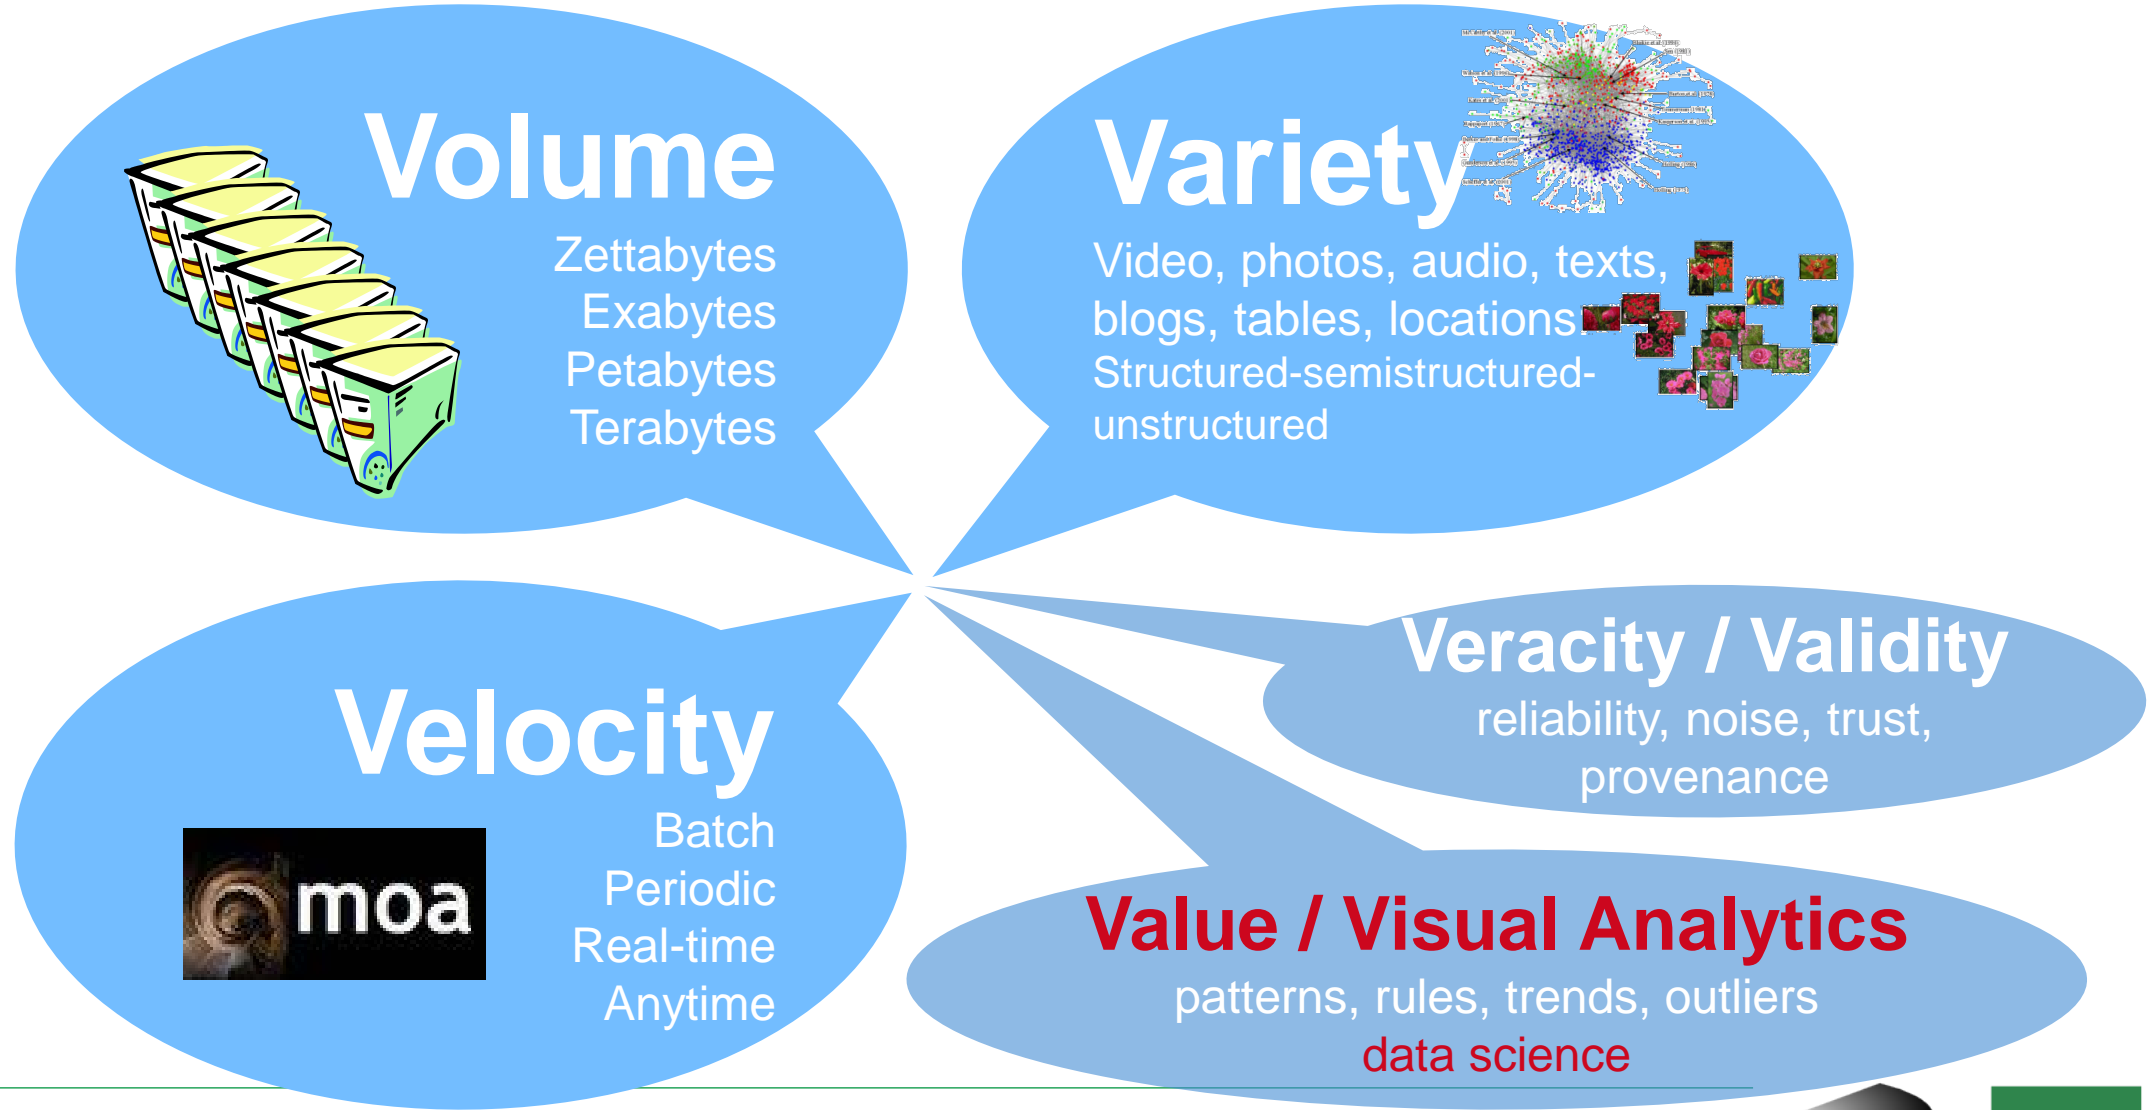 Volume
Zettabytes
Exabytes
Petabytes
Terabytes
Variety
Video, photos, audio, texts,
blogs, tables, locations:
Structured-semistructured-
unstructured
Velocity
Batch
Periodic
Real-time
Anytime
moa
Veracity / Validity
reliability, noise, trust,
provenance
Value / Visual Analytics
patterns, rules, trends, outliers
data science